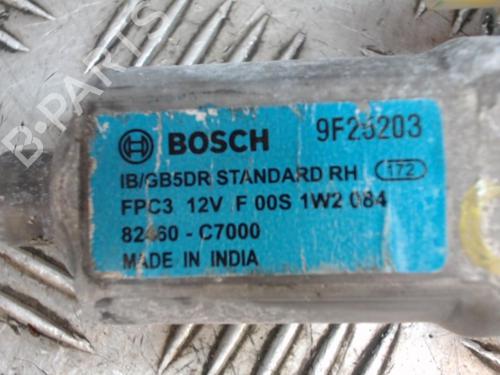 B-PARTS
BOSCH 9F25203
IB/GB5DR STANDARD RH 172
FPC3 12V F 00S 1W2 084
82460 - C7000
MADE IN INDIA